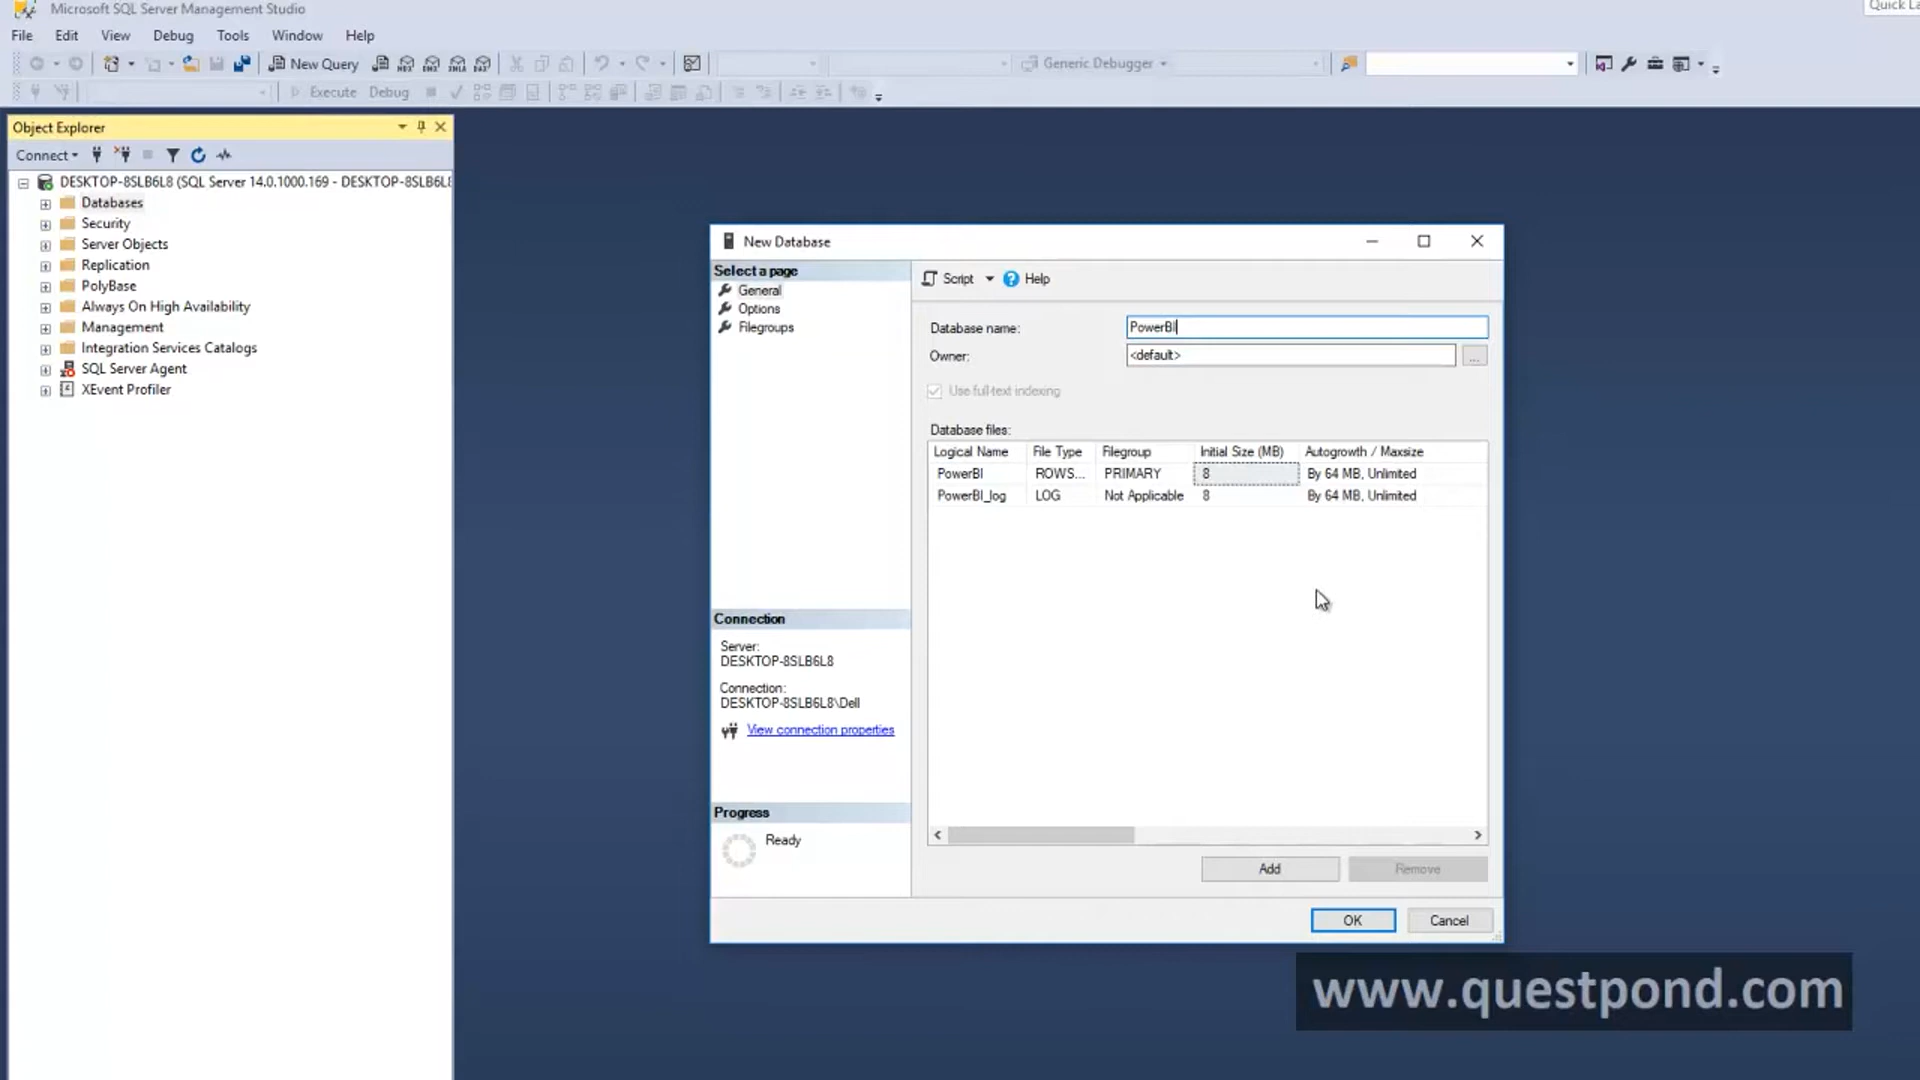 Microsoft SQL Server Management Studio
Quick La
File Edit View Debug Tools Window Help
New Query
Generic Debugger
Execute Debug
Object Explorer
Connect
DESKTOP-8SLB6L8 (SQL Server 14.0.1000.169 - DESKTOP-8SLB6L8
Databases
Security
Server Objects
Replication
PolyBase
Always On High Availability
Management
Integration Services Catalogs
SQL Server Agent
XEvent Profiler
New Database
Select a page
General
Options
Filegroups
Script Help
Database name: PowerBI
Owner: <default> ...
Use full-text indexing
Database files:
Logical Name File Type Filegroup Initial Size (MB) Autogrowth / Maxsize
PowerBI ROWS... PRIMARY 8 By 64 MB, Unlimited
PowerBI_log LOG Not Applicable 8 By 64 MB, Unlimited
Connection
Server:
DESKTOP-8SLB6L8
Connection:
DESKTOP-8SLB6L8\Dell
View connection properties
Progress
Ready
Add Remove
OK Cancel
www.questpond.com